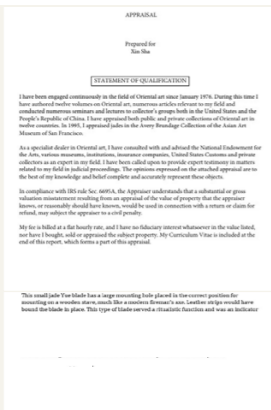 APPRAISAL
Prepared for
Xin Shu
STATEMENT OF QUALIFICATION
I have been engaged continuously in the field of Oriental art since January 1976. During this time I
have authored twelve volumes on Oriental art, numerous articles relevant to my field and
conducted numerous seminars and lectures to collector's groups both in the United States and the
People's Republic of China. I have appraised both public and private collections of Oriental art in
twelve countries. In 1985, I appraised jades in the Avery Brundage Collection of the Asian Art
Museum of San Francisco.
As a specialist dealer in Oriental art, I have consulted with and advised the National Endowment for
the Arts, various museums, institutions, insurance companies, United States Customs and private
collectors as an expert in my field. I have been called upon to provide expert testimony in matters
related to my field in judicial proceedings. The opinions expressed on the attached appraisal are to
the best of my knowledge and belief complete and accurately represent these objects.
In compliance with IRS rule Sec. 6695A, the Appraiser understands that a substantial or gross
valuation misstatement resulting from an appraisal of the value of property that the appraiser
known, or reasonably should have known, would be used in connection with a return or claim for
refund, may subject the appraiser to a civil penalty.
My fee is billed at a flat hourly rate, and I have no fiduciary interest whatsoever in the value listed,
nor have I bought, sold or appraised the subject property. My Curriculum Vitae is included at the
end of this report, which forms a part of this appraisal.
This small jade Yue blade has a large mounting hole placed in the correct position for
mounting on a wooden stave, much like a modern fireman's axe. Leather strips would have
bound the blade in place. This type of blade served a ritualistic function and was an indicator